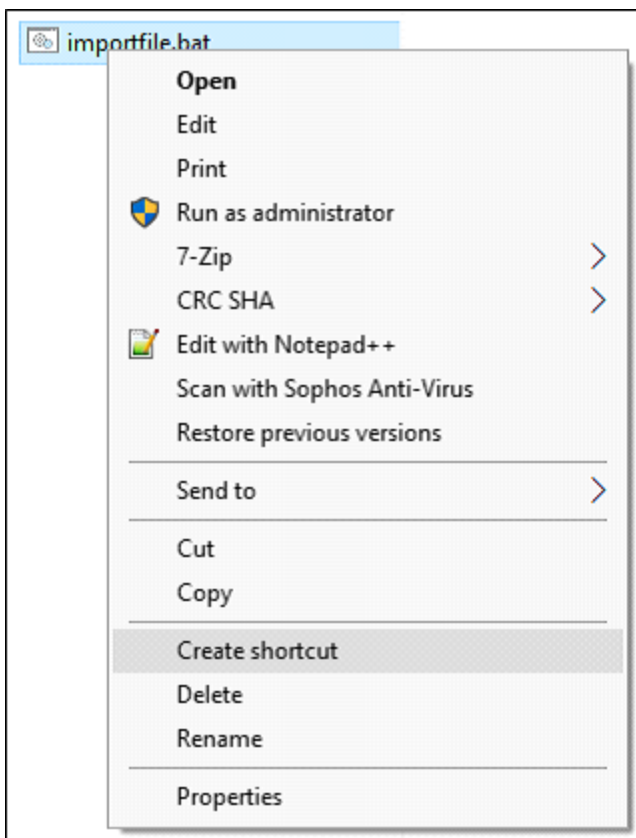 importfile.bat
Open
Edit
Print
Run as administrator
7-Zip
CRC SHA
Edit with Notepad++
Scan with Sophos Anti-Virus
Restore previous versions
Send to
Cut
Copy
Create shortcut
Delete
Rename
Properties